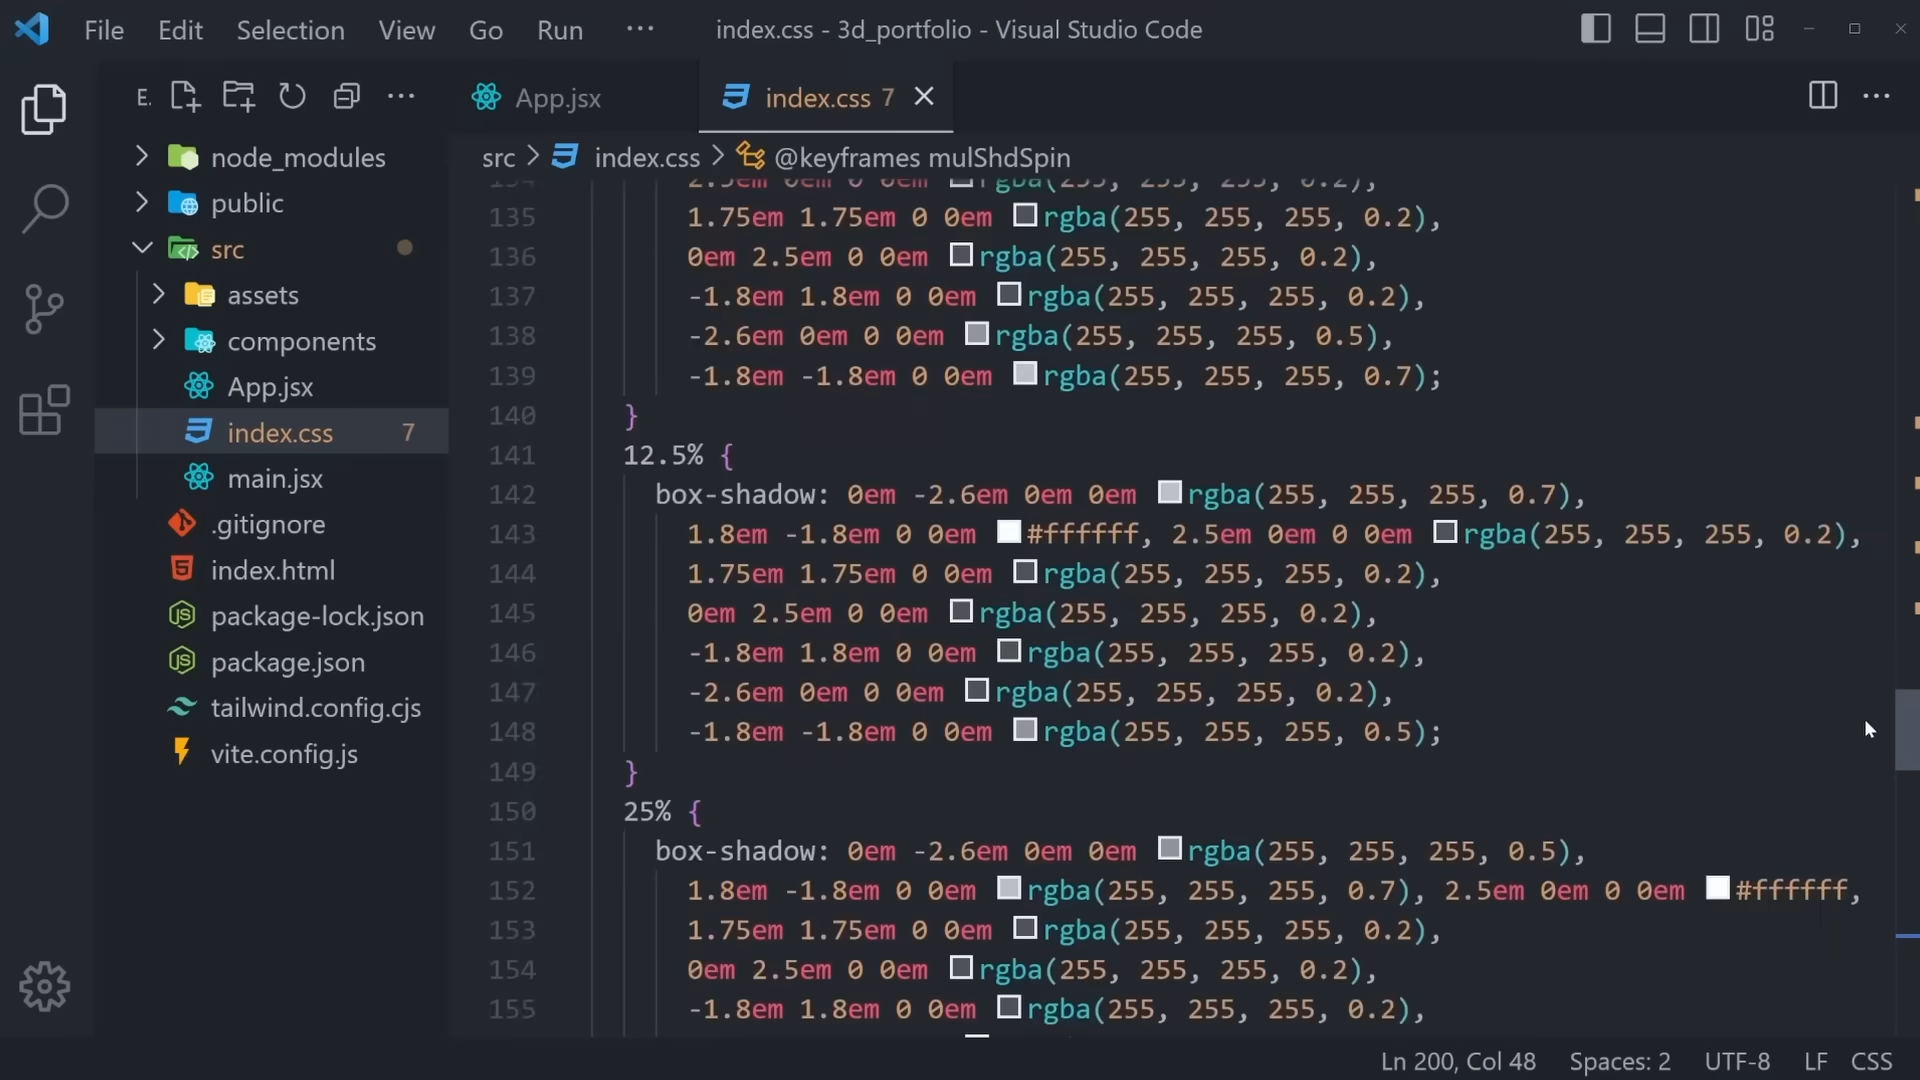 File Edit Selection View Go Run ··· index.css - 3d_portfolio - Visual Studio Code
E. ···
App.jsx
index.css 7
src > index.css > @keyframes mulShdSpin
node_modules
public
src
assets
components
App.jsx
index.css 7
main.jsx
.gitignore
index.html
package-lock.json
package.json
tailwind.config.cjs
vite.config.js
134 2.5em 0em 0 0em rgba(255, 255, 255, 0.2),
135 1.75em 1.75em 0 0em rgba(255, 255, 255, 0.2),
136 0em 2.5em 0 0em rgba(255, 255, 255, 0.2),
137 -1.8em 1.8em 0 0em rgba(255, 255, 255, 0.2),
138 -2.6em 0em 0 0em rgba(255, 255, 255, 0.5),
139 -1.8em -1.8em 0 0em rgba(255, 255, 255, 0.7);
140 }
141 12.5% {
142 box-shadow: 0em -2.6em 0em 0em rgba(255, 255, 255, 0.7),
143 1.8em -1.8em 0 0em #ffffff, 2.5em 0em 0 0em rgba(255, 255, 255, 0.2),
144 1.75em 1.75em 0 0em rgba(255, 255, 255, 0.2),
145 0em 2.5em 0 0em rgba(255, 255, 255, 0.2),
146 -1.8em 1.8em 0 0em rgba(255, 255, 255, 0.2),
147 -2.6em 0em 0 0em rgba(255, 255, 255, 0.2),
148 -1.8em -1.8em 0 0em rgba(255, 255, 255, 0.5);
149 }
150 25% {
151 box-shadow: 0em -2.6em 0em 0em rgba(255, 255, 255, 0.5),
152 1.8em -1.8em 0 0em rgba(255, 255, 255, 0.7), 2.5em 0em 0 0em #ffffff,
153 1.75em 1.75em 0 0em rgba(255, 255, 255, 0.2),
154 0em 2.5em 0 0em rgba(255, 255, 255, 0.2),
155 -1.8em 1.8em 0 0em rgba(255, 255, 255, 0.2),
Ln 200, Col 48 Spaces: 2 UTF-8 LF CSS